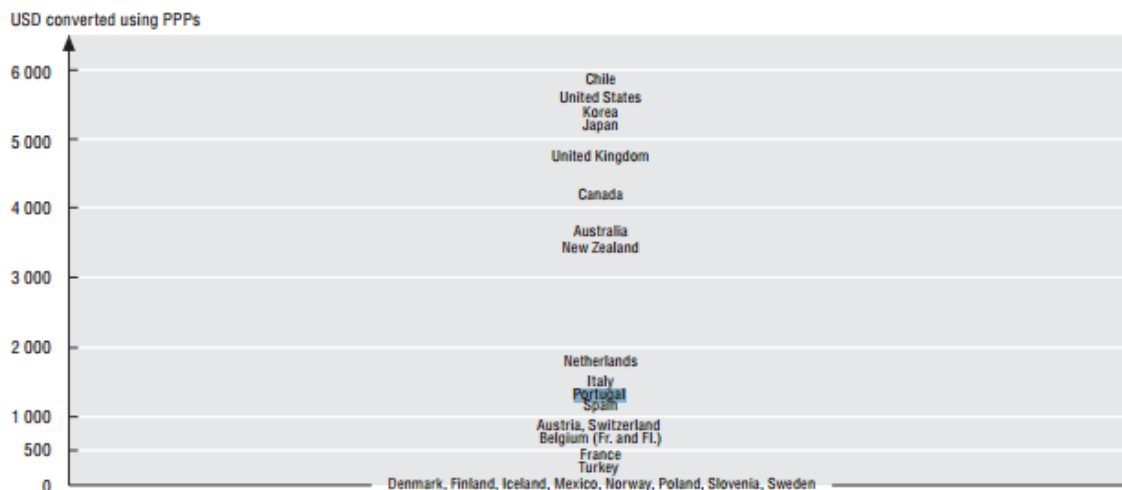 USD converted using PPPs
6 000
Chile
United States
Korea
Japan
5 000
United Kingdom
Canada
4 000
Australia
New Zealand
3 000
2 000
Netherlands
Italy
Portugal
Spain
1 000
Austria, Switzerland
Belgium (Fr. and Fl.)
500
France
Turkey
0
Denmark, Finland, Iceland, Mexico, Norway, Poland, Slovenia, Sweden